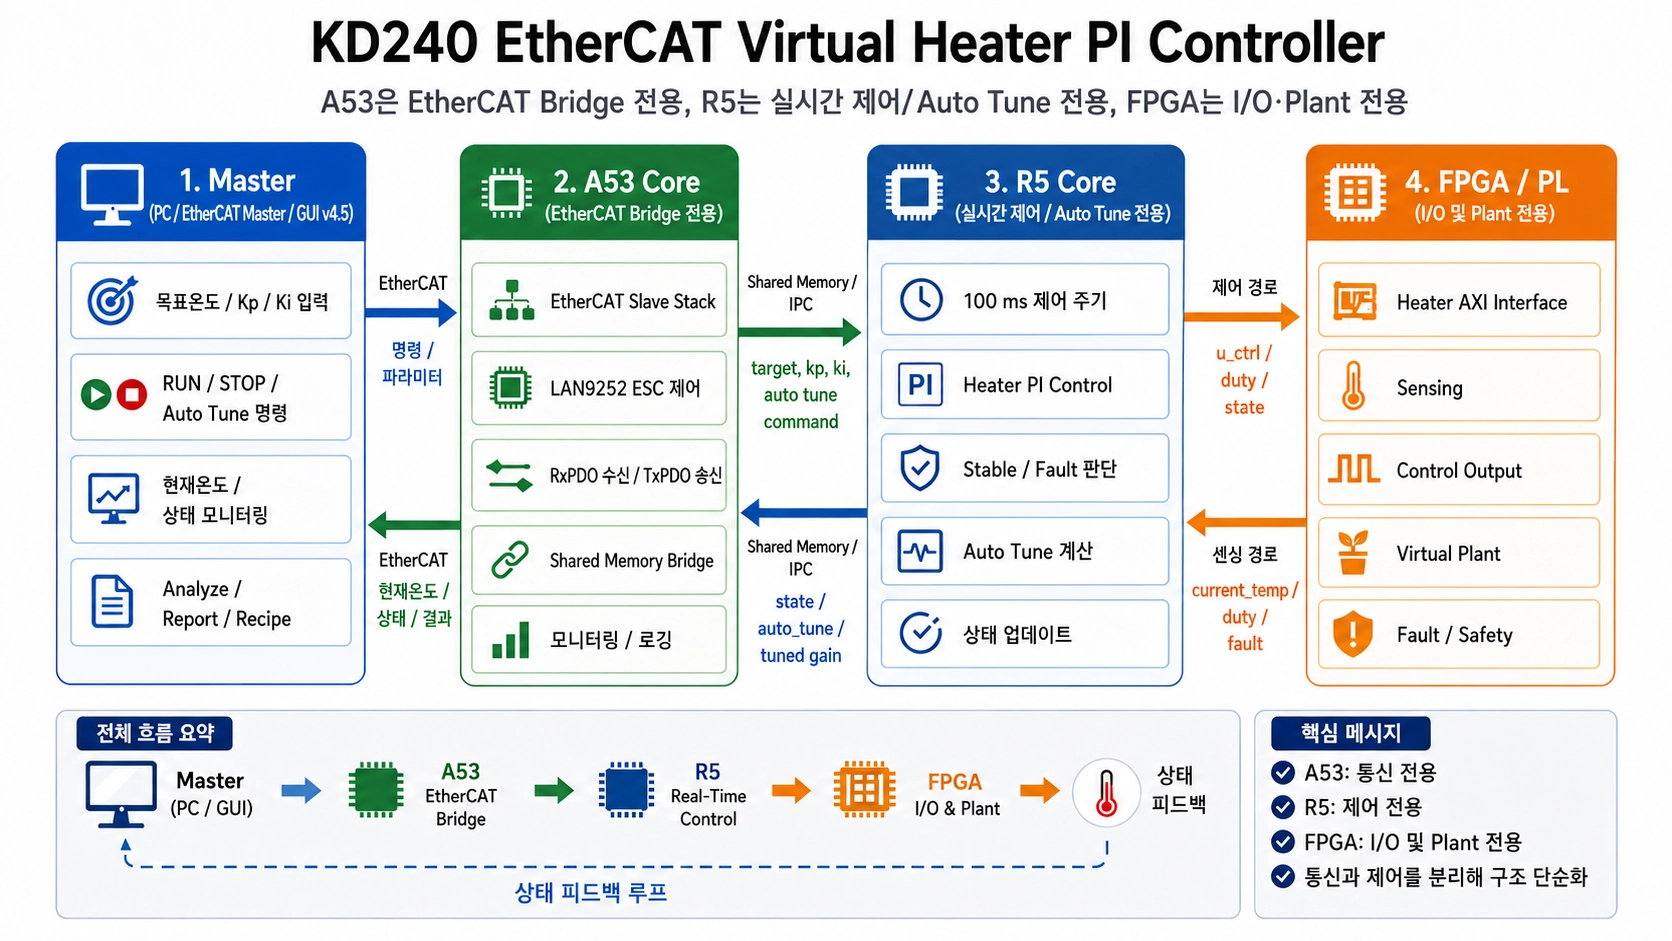 KD240 EtherCAT Virtual Heater PI Controller
A53은 EtherCAT Bridge 전용, R5는 실시간 제어/Auto Tune 전용, FPGA는 I/O·Plant 전용
1. Master
(PC / EtherCAT Master / GUI v4.5)
목표온도 / Kp / Ki 입력
RUN / STOP /
Auto Tune 명령
현재온도 /
상태 모니터링
Analyze /
Report / Recipe
EtherCAT
명령 /
파라미터
EtherCAT
현재온도 /
상태 / 결과
2. A53 Core
(EtherCAT Bridge 전용)
EtherCAT Slave Stack
LAN9252 ESC 제어
RxPDO 수신 / TxPDO 송신
Shared Memory Bridge
모니터링 / 로깅
Shared Memory /
IPC
target, kp, ki,
auto tune
command
Shared Memory /
IPC
state /
auto_tune /
tuned gain
3. R5 Core
(실시간 제어 / Auto Tune 전용)
100 ms 제어 주기
PI
Heater PI Control
Stable / Fault 판단
Auto Tune 계산
상태 업데이트
제어 경로
u_ctrl /
duty /
state
센싱 경로
current_temp /
duty /
fault
4. FPGA / PL
(I/O 및 Plant 전용)
Heater AXI Interface
Sensing
Control Output
Virtual Plant
Fault / Safety
전체 흐름 요약
Master
(PC / GUI)
A53
EtherCAT
Bridge
R5
Real-Time
Control
FPGA
I/O & Plant
상태
피드백
상태 피드백 루프
핵심 메시지
A53: 통신 전용
R5: 제어 전용
FPGA: I/O 및 Plant 전용
통신과 제어를 분리해 구조 단순화